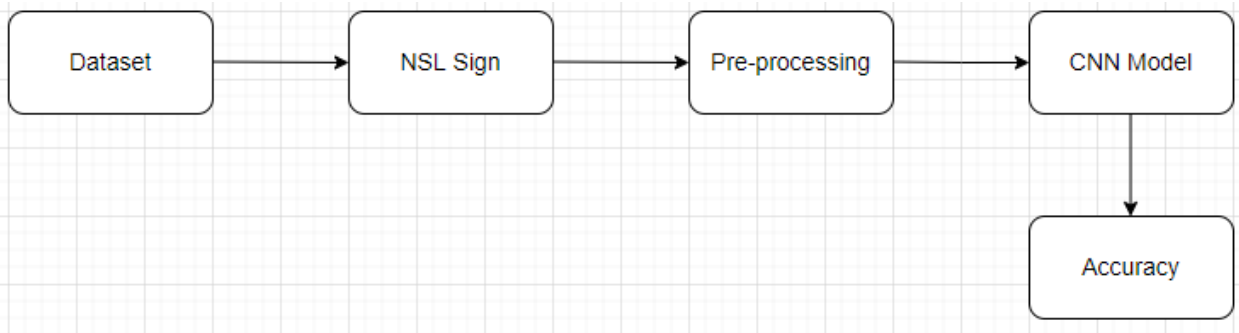 Dataset
NSL Sign
Pre-processing
CNN Model
Accuracy